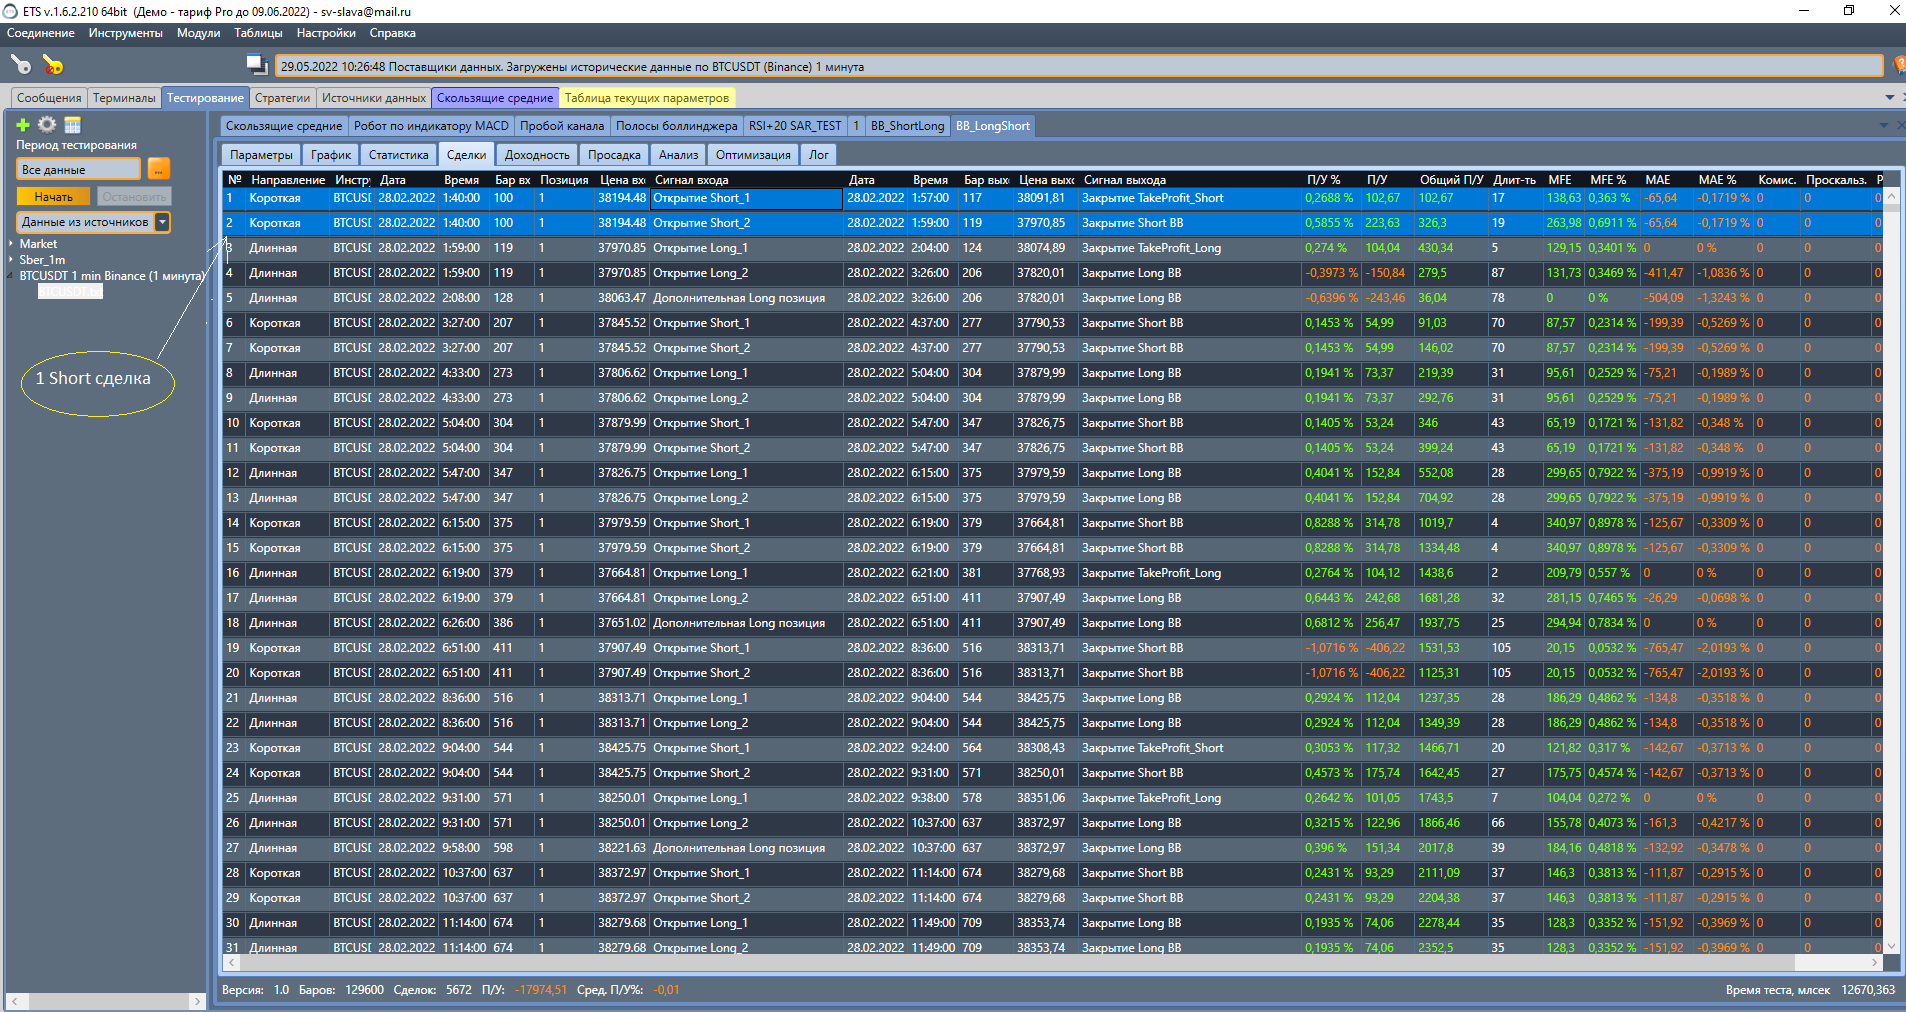 ETS v.1.6.2.210 64bit  (Демо - тариф Pro до 09.06.2022) - sv-slava@mail.ru
Соединение Инструменты Модули Таблицы Настройки Справка
29.05.2022 10:26:48 Поставщики данных. Загружены исторические данные по BTCUSDT (Binance) 1 минута
Сообщения Терминалы Тестирование Стратегии Источники данных Скользящие средние Таблица текущих параметров
Период тестирования
Все данные ...
Начать Остановить
Данные из источников
Market
Sber_1m
BTCUSDT 1 min Binance (1 минута)
BTCUSDT.txt
1 Short сделка
Скользящие средние Робот по индикатору MACD Пробой канала Полосы боллинджера RSI+20 SAR_TEST 1 BB_ShortLong BB_LongShort
Параметры График Статистика Сделки Доходность Просадка Анализ Оптимизация Лог
№ Направление Инстру Дата Время Бар вх Позиция Цена вх Сигнал входа Дата Время Бар вых Цена вых Сигнал выхода П/У % П/У Общий П/У Длит-ть MFE MFE % MAE MAE % Комис. Проскальз. Р
1 Короткая BTCUSD 28.02.2022 1:40:00 100 1 38194.48 Открытие Short_1 28.02.2022 1:57:00 117 38091,81 Закрытие TakeProfit_Short 0,2688 % 102,67 102,67 17 138,63 0,363 % -65,64 -0,1719 % 0 0 0
2 Короткая BTCUSD 28.02.2022 1:40:00 100 1 38194.48 Открытие Short_2 28.02.2022 1:59:00 119 37970,85 Закрытие Short BB 0,5855 % 223,63 326,3 19 263,98 0,6911 % -65,64 -0,1719 % 0 0 0
3 Длинная BTCUSD 28.02.2022 1:59:00 119 1 37970.85 Открытие Long_1 28.02.2022 2:04:00 124 38074,89 Закрытие TakeProfit_Long 0,274 % 104,04 430,34 5 129,15 0,3401 % 0 0 % 0 0 0
4 Длинная BTCUSD 28.02.2022 1:59:00 119 1 37970.85 Открытие Long_2 28.02.2022 3:26:00 206 37820,01 Закрытие Long BB -0,3973 % -150,84 279,5 87 131,73 0,3469 % -411,47 -1,0836 % 0 0 0
5 Длинная BTCUSD 28.02.2022 2:08:00 128 1 38063.47 Дополнительная Long позиция 28.02.2022 3:26:00 206 37820,01 Закрытие Long BB -0,6396 % -243,46 36,04 78 0 0 % -504,09 -1,3243 % 0 0 0
6 Короткая BTCUSD 28.02.2022 3:27:00 207 1 37845.52 Открытие Short_1 28.02.2022 4:37:00 277 37790,53 Закрытие Short BB 0,1453 % 54,99 91,03 70 87,57 0,2314 % -199,39 -0,5269 % 0 0 0
7 Короткая BTCUSD 28.02.2022 3:27:00 207 1 37845.52 Открытие Short_2 28.02.2022 4:37:00 277 37790,53 Закрытие Short BB 0,1453 % 54,99 146,02 70 87,57 0,2314 % -199,39 -0,5269 % 0 0 0
8 Длинная BTCUSD 28.02.2022 4:33:00 273 1 37806.62 Открытие Long_1 28.02.2022 5:04:00 304 37879,99 Закрытие Long BB 0,1941 % 73,37 219,39 31 95,61 0,2529 % -75,21 -0,1989 % 0 0 0
9 Длинная BTCUSD 28.02.2022 4:33:00 273 1 37806.62 Открытие Long_2 28.02.2022 5:04:00 304 37879,99 Закрытие Long BB 0,1941 % 73,37 292,76 31 95,61 0,2529 % -75,21 -0,1989 % 0 0 0
10 Короткая BTCUSD 28.02.2022 5:04:00 304 1 37879.99 Открытие Short_1 28.02.2022 5:47:00 347 37826,75 Закрытие Short BB 0,1405 % 53,24 346 43 65,19 0,1721 % -131,82 -0,348 % 0 0 0
11 Короткая BTCUSD 28.02.2022 5:04:00 304 1 37879.99 Открытие Short_2 28.02.2022 5:47:00 347 37826,75 Закрытие Short BB 0,1405 % 53,24 399,24 43 65,19 0,1721 % -131,82 -0,348 % 0 0 0
12 Длинная BTCUSD 28.02.2022 5:47:00 347 1 37826.75 Открытие Long_1 28.02.2022 6:15:00 375 37979,59 Закрытие Long BB 0,4041 % 152,84 552,08 28 299,65 0,7922 % -375,19 -0,9919 % 0 0 0
13 Длинная BTCUSD 28.02.2022 5:47:00 347 1 37826.75 Открытие Long_2 28.02.2022 6:15:00 375 37979,59 Закрытие Long BB 0,4041 % 152,84 704,92 28 299,65 0,7922 % -375,19 -0,9919 % 0 0 0
14 Короткая BTCUSD 28.02.2022 6:15:00 375 1 37979.59 Открытие Short_1 28.02.2022 6:19:00 379 37664,81 Закрытие Short BB 0,8288 % 314,78 1019,7 4 340,97 0,8978 % -125,67 -0,3309 % 0 0 0
15 Короткая BTCUSD 28.02.2022 6:15:00 375 1 37979.59 Открытие Short_2 28.02.2022 6:19:00 379 37664,81 Закрытие Short BB 0,8288 % 314,78 1334,48 4 340,97 0,8978 % -125,67 -0,3309 % 0 0 0
16 Длинная BTCUSD 28.02.2022 6:19:00 379 1 37664.81 Открытие Long_1 28.02.2022 6:21:00 381 37768,93 Закрытие TakeProfit_Long 0,2764 % 104,12 1438,6 2 209,79 0,557 % 0 0 % 0 0 0
17 Длинная BTCUSD 28.02.2022 6:19:00 379 1 37664.81 Открытие Long_2 28.02.2022 6:51:00 411 37907,49 Закрытие Long BB 0,6443 % 242,68 1681,28 32 281,15 0,7465 % -26,29 -0,0698 % 0 0 0
18 Длинная BTCUSD 28.02.2022 6:26:00 386 1 37651.02 Дополнительная Long позиция 28.02.2022 6:51:00 411 37907,49 Закрытие Long BB 0,6812 % 256,47 1937,75 25 294,94 0,7834 % 0 0 % 0 0 0
19 Короткая BTCUSD 28.02.2022 6:51:00 411 1 37907.49 Открытие Short_1 28.02.2022 8:36:00 516 38313,71 Закрытие Short BB -1,0716 % -406,22 1531,53 105 20,15 0,0532 % -765,47 -2,0193 % 0 0 0
20 Короткая BTCUSD 28.02.2022 6:51:00 411 1 37907.49 Открытие Short_2 28.02.2022 8:36:00 516 38313,71 Закрытие Short BB -1,0716 % -406,22 1125,31 105 20,15 0,0532 % -765,47 -2,0193 % 0 0 0
21 Длинная BTCUSD 28.02.2022 8:36:00 516 1 38313.71 Открытие Long_1 28.02.2022 9:04:00 544 38425,75 Закрытие Long BB 0,2924 % 112,04 1237,35 28 186,29 0,4862 % -134,8 -0,3518 % 0 0 0
22 Длинная BTCUSD 28.02.2022 8:36:00 516 1 38313.71 Открытие Long_2 28.02.2022 9:04:00 544 38425,75 Закрытие Long BB 0,2924 % 112,04 1349,39 28 186,29 0,4862 % -134,8 -0,3518 % 0 0 0
23 Короткая BTCUSD 28.02.2022 9:04:00 544 1 38425.75 Открытие Short_1 28.02.2022 9:24:00 564 38308,43 Закрытие TakeProfit_Short 0,3053 % 117,32 1466,71 20 121,82 0,317 % -142,67 -0,3713 % 0 0 0
24 Короткая BTCUSD 28.02.2022 9:04:00 544 1 38425.75 Открытие Short_2 28.02.2022 9:31:00 571 38250,01 Закрытие Short BB 0,4573 % 175,74 1642,45 27 175,75 0,4574 % -142,67 -0,3713 % 0 0 0
25 Длинная BTCUSD 28.02.2022 9:31:00 571 1 38250.01 Открытие Long_1 28.02.2022 9:38:00 578 38351,06 Закрытие TakeProfit_Long 0,2642 % 101,05 1743,5 7 104,04 0,272 % 0 0 % 0 0 0
26 Длинная BTCUSD 28.02.2022 9:31:00 571 1 38250.01 Открытие Long_2 28.02.2022 10:37:00 637 38372,97 Закрытие Long BB 0,3215 % 122,96 1866,46 66 155,78 0,4073 % -161,3 -0,4217 % 0 0 0
27 Длинная BTCUSD 28.02.2022 9:58:00 598 1 38221.63 Дополнительная Long позиция 28.02.2022 10:37:00 637 38372,97 Закрытие Long BB 0,396 % 151,34 2017,8 39 184,16 0,4818 % -132,92 -0,3478 % 0 0 0
28 Короткая BTCUSD 28.02.2022 10:37:00 637 1 38372.97 Открытие Short_1 28.02.2022 11:14:00 674 38279,68 Закрытие Short BB 0,2431 % 93,29 2111,09 37 146,3 0,3813 % -111,87 -0,2915 % 0 0 0
29 Короткая BTCUSD 28.02.2022 10:37:00 637 1 38372.97 Открытие Short_2 28.02.2022 11:14:00 674 38279,68 Закрытие Short BB 0,2431 % 93,29 2204,38 37 146,3 0,3813 % -111,87 -0,2915 % 0 0 0
30 Длинная BTCUSD 28.02.2022 11:14:00 674 1 38279.68 Открытие Long_1 28.02.2022 11:49:00 709 38353,74 Закрытие Long BB 0,1935 % 74,06 2278,44 35 128,3 0,3352 % -151,92 -0,3969 % 0 0 0
31 Длинная BTCUSD 28.02.2022 11:14:00 674 1 38279.68 Открытие Long_2 28.02.2022 11:49:00 709 38353,74 Закрытие Long BB 0,1935 % 74,06 2352,5 35 128,3 0,3352 % -151,92 -0,3969 % 0 0 0
Версия: 1.0 Баров: 129600 Сделок: 5672 П/У: -17974,51 Сред. П/У%: -0,01 Время теста, млсек 12670,363